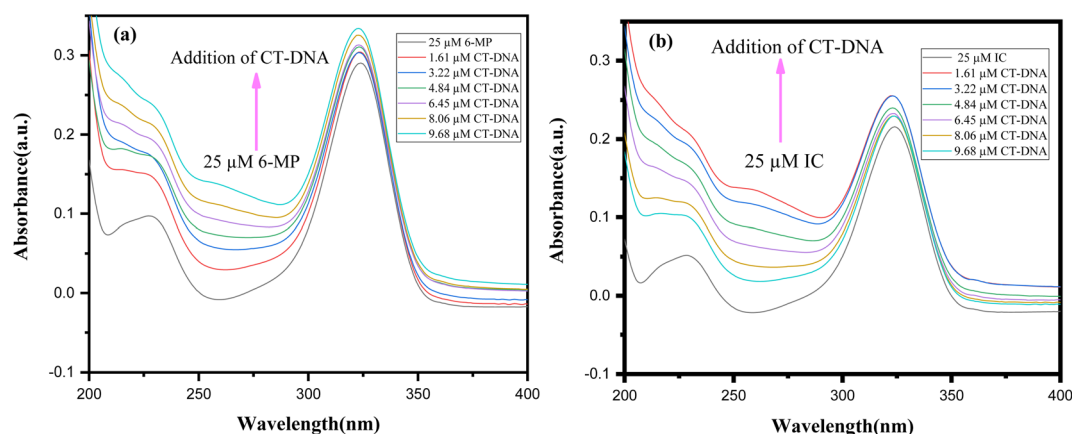 (a)
Addition of CT-DNA
25 µM 6-MP
25 µM 6-MP
1.61 µM CT-DNA
3.22 µM CT-DNA
4.84 µM CT-DNA
6.45 µM CT-DNA
8.06 µM CT-DNA
9.68 µM CT-DNA
Absorbance(a.u.)
0.3
0.2
0.1
0.0
-0.1
200
250
300
350
400
Wavelength(nm)
(b)
Addition of CT-DNA
25 µM IC
25 µM IC
1.61 µM CT-DNA
3.22 µM CT-DNA
4.84 µM CT-DNA
6.45 µM CT-DNA
8.06 µM CT-DNA
9.68 µM CT-DNA
Absorbance(a.u.)
0.3
0.2
0.1
0.0
-0.1
200
250
300
350
400
Wavelength(nm)